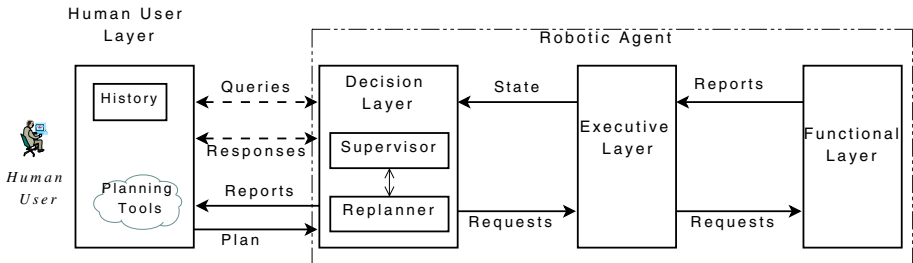 Human User
Layer
Robotic Agent
History
Queries
Decision
Layer
State
Reports
Executive
Layer
Functional
Layer
Responses
Supervisor
Human
User
Planning
Tools
Reports
Replanner
Requests
Requests
Plan